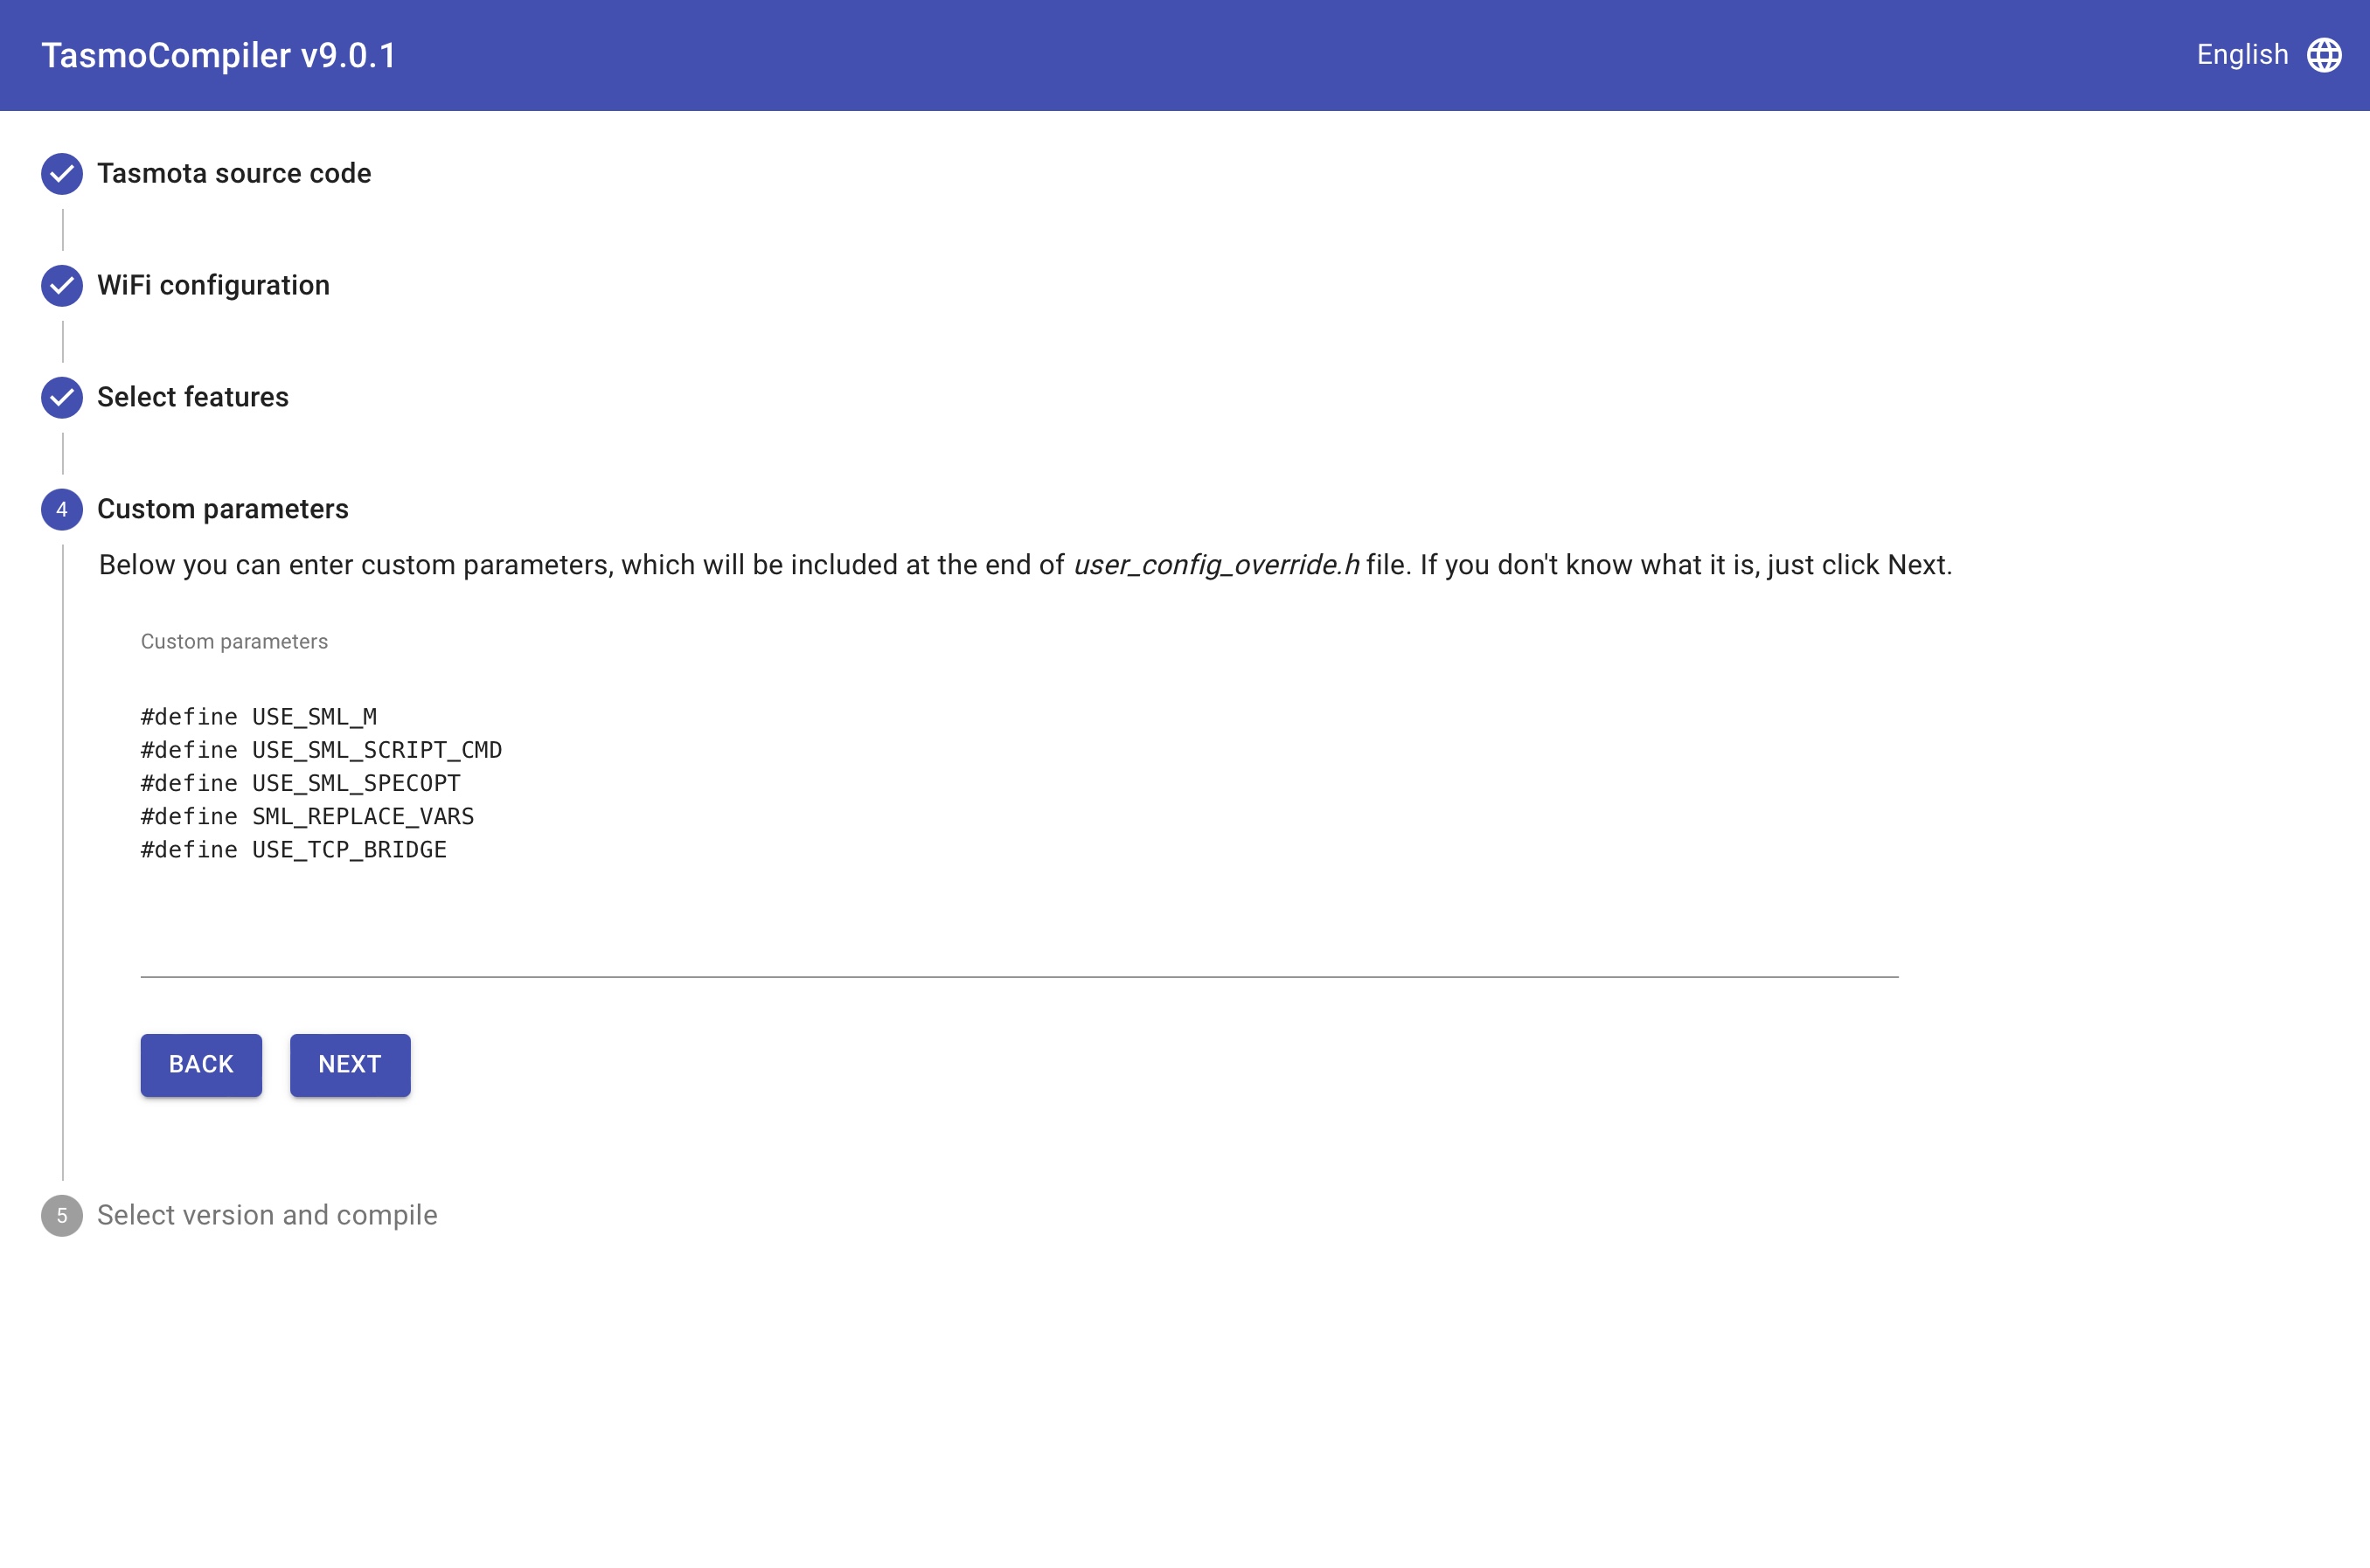 TasmoCompiler v9.0.1
English
Tasmota source code
WiFi configuration
Select features
4
Custom parameters
Below you can enter custom parameters, which will be included at the end of user_config_override.h file. If you don't know what it is, just click Next.
Custom parameters
#define USE_SML_M
#define USE_SML_SCRIPT_CMD
#define USE_SML_SPECOPT
#define SML_REPLACE_VARS
#define USE_TCP_BRIDGE
BACK
NEXT
5
Select version and compile